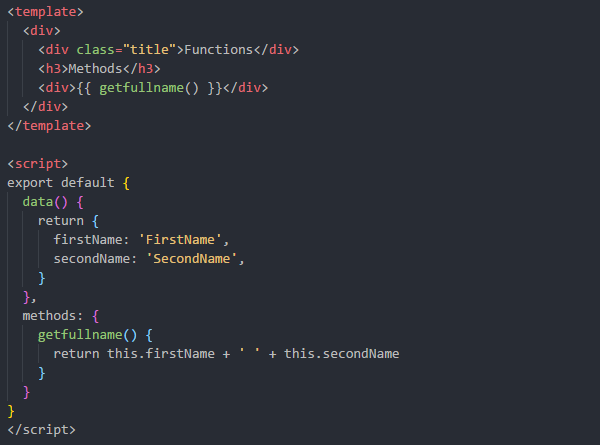 <template>
  <div>
    <div class="title">Functions</div>
    <h3>Methods</h3>
    <div>{{ getfullname() }}</div>
  </div>
</template>

<script>
export default {
  data() {
    return {
      firstName: 'FirstName',
      secondName: 'SecondName',
    }
  },
  methods: {
    getfullname() {
      return this.firstName + ' ' + this.secondName
    }
  }
}
</script>